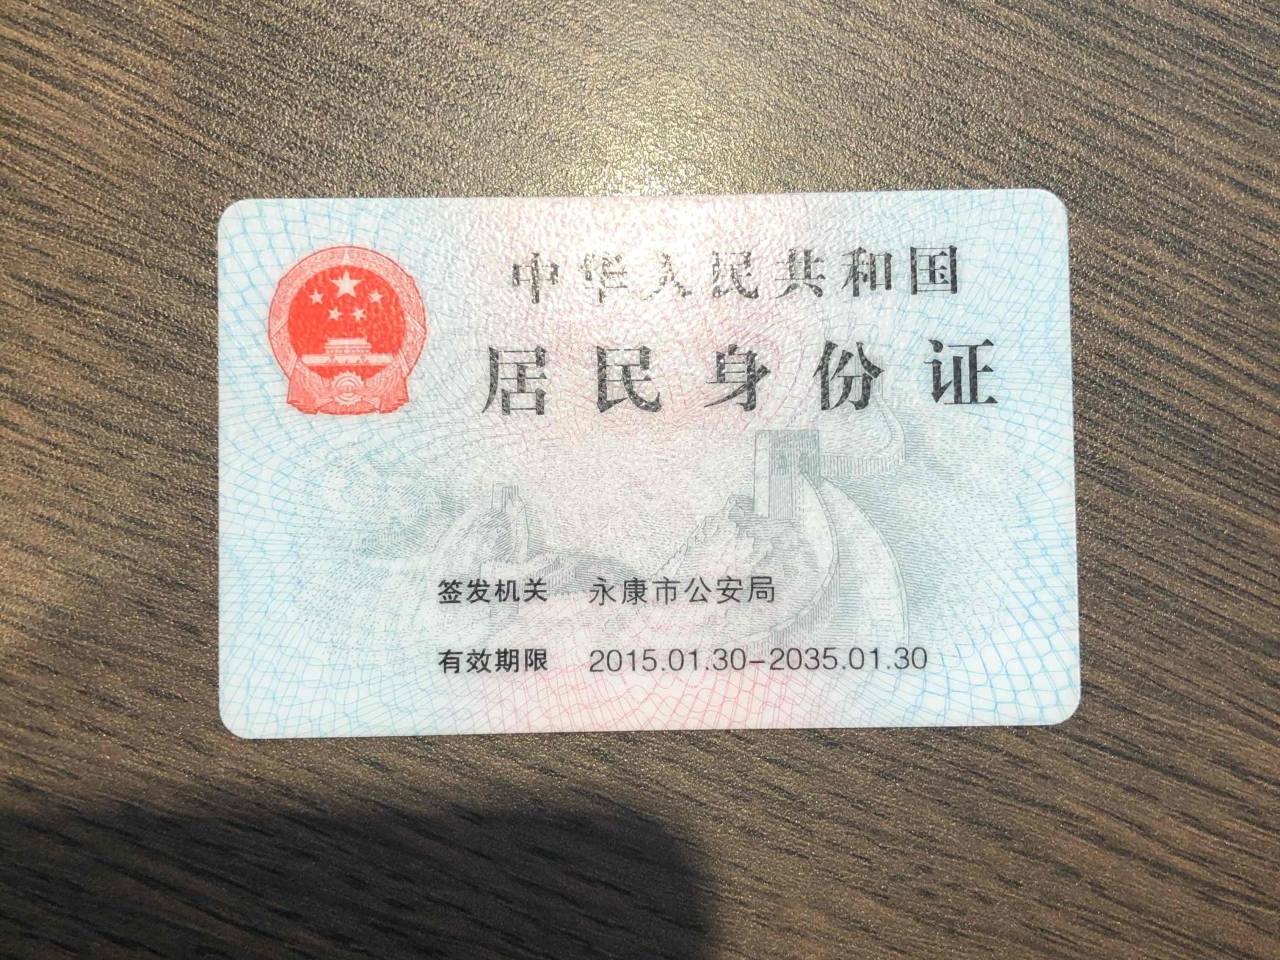 中华人民共和国
居民身份证
签发机关 永康市公安局
有效期限 2015.01.30-2035.01.30